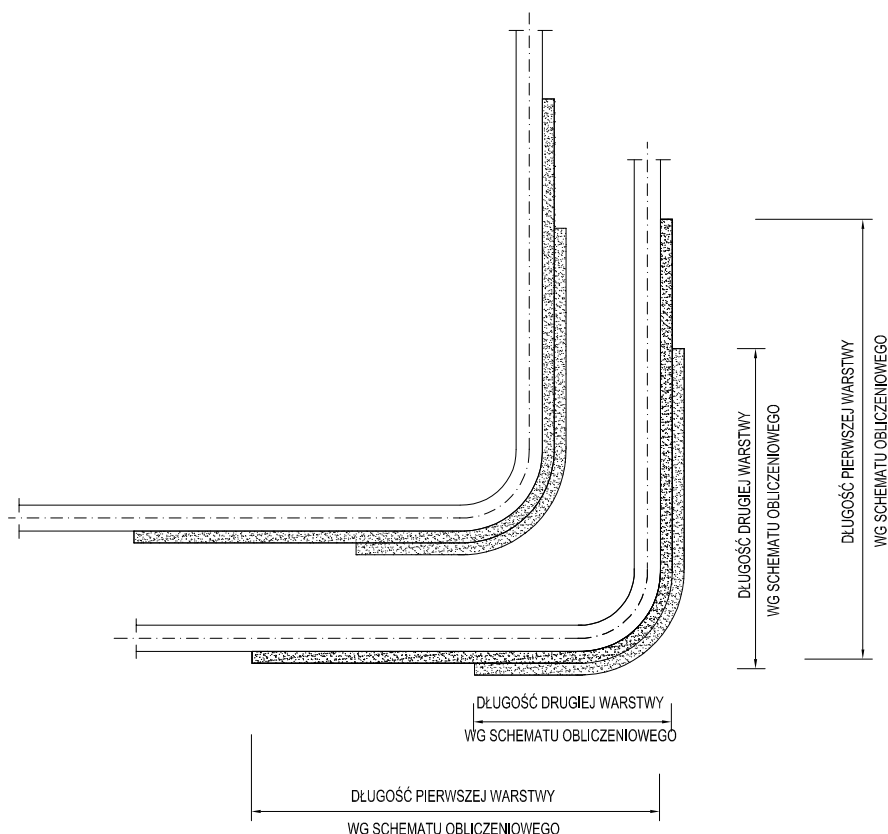 DŁUGOŚĆ DRUGIEJ WARSTWY
WG SCHEMATU OBLICZENIOWEGO
DŁUGOŚĆ PIERWSZEJ WARSTWY
WG SCHEMATU OBLICZENIOWEGO
DŁUGOŚĆ DRUGIEJ WARSTWY
WG SCHEMATU OBLICZENIOWEGO
DŁUGOŚĆ PIERWSZEJ WARSTWY
WG SCHEMATU OBLICZENIOWEGO